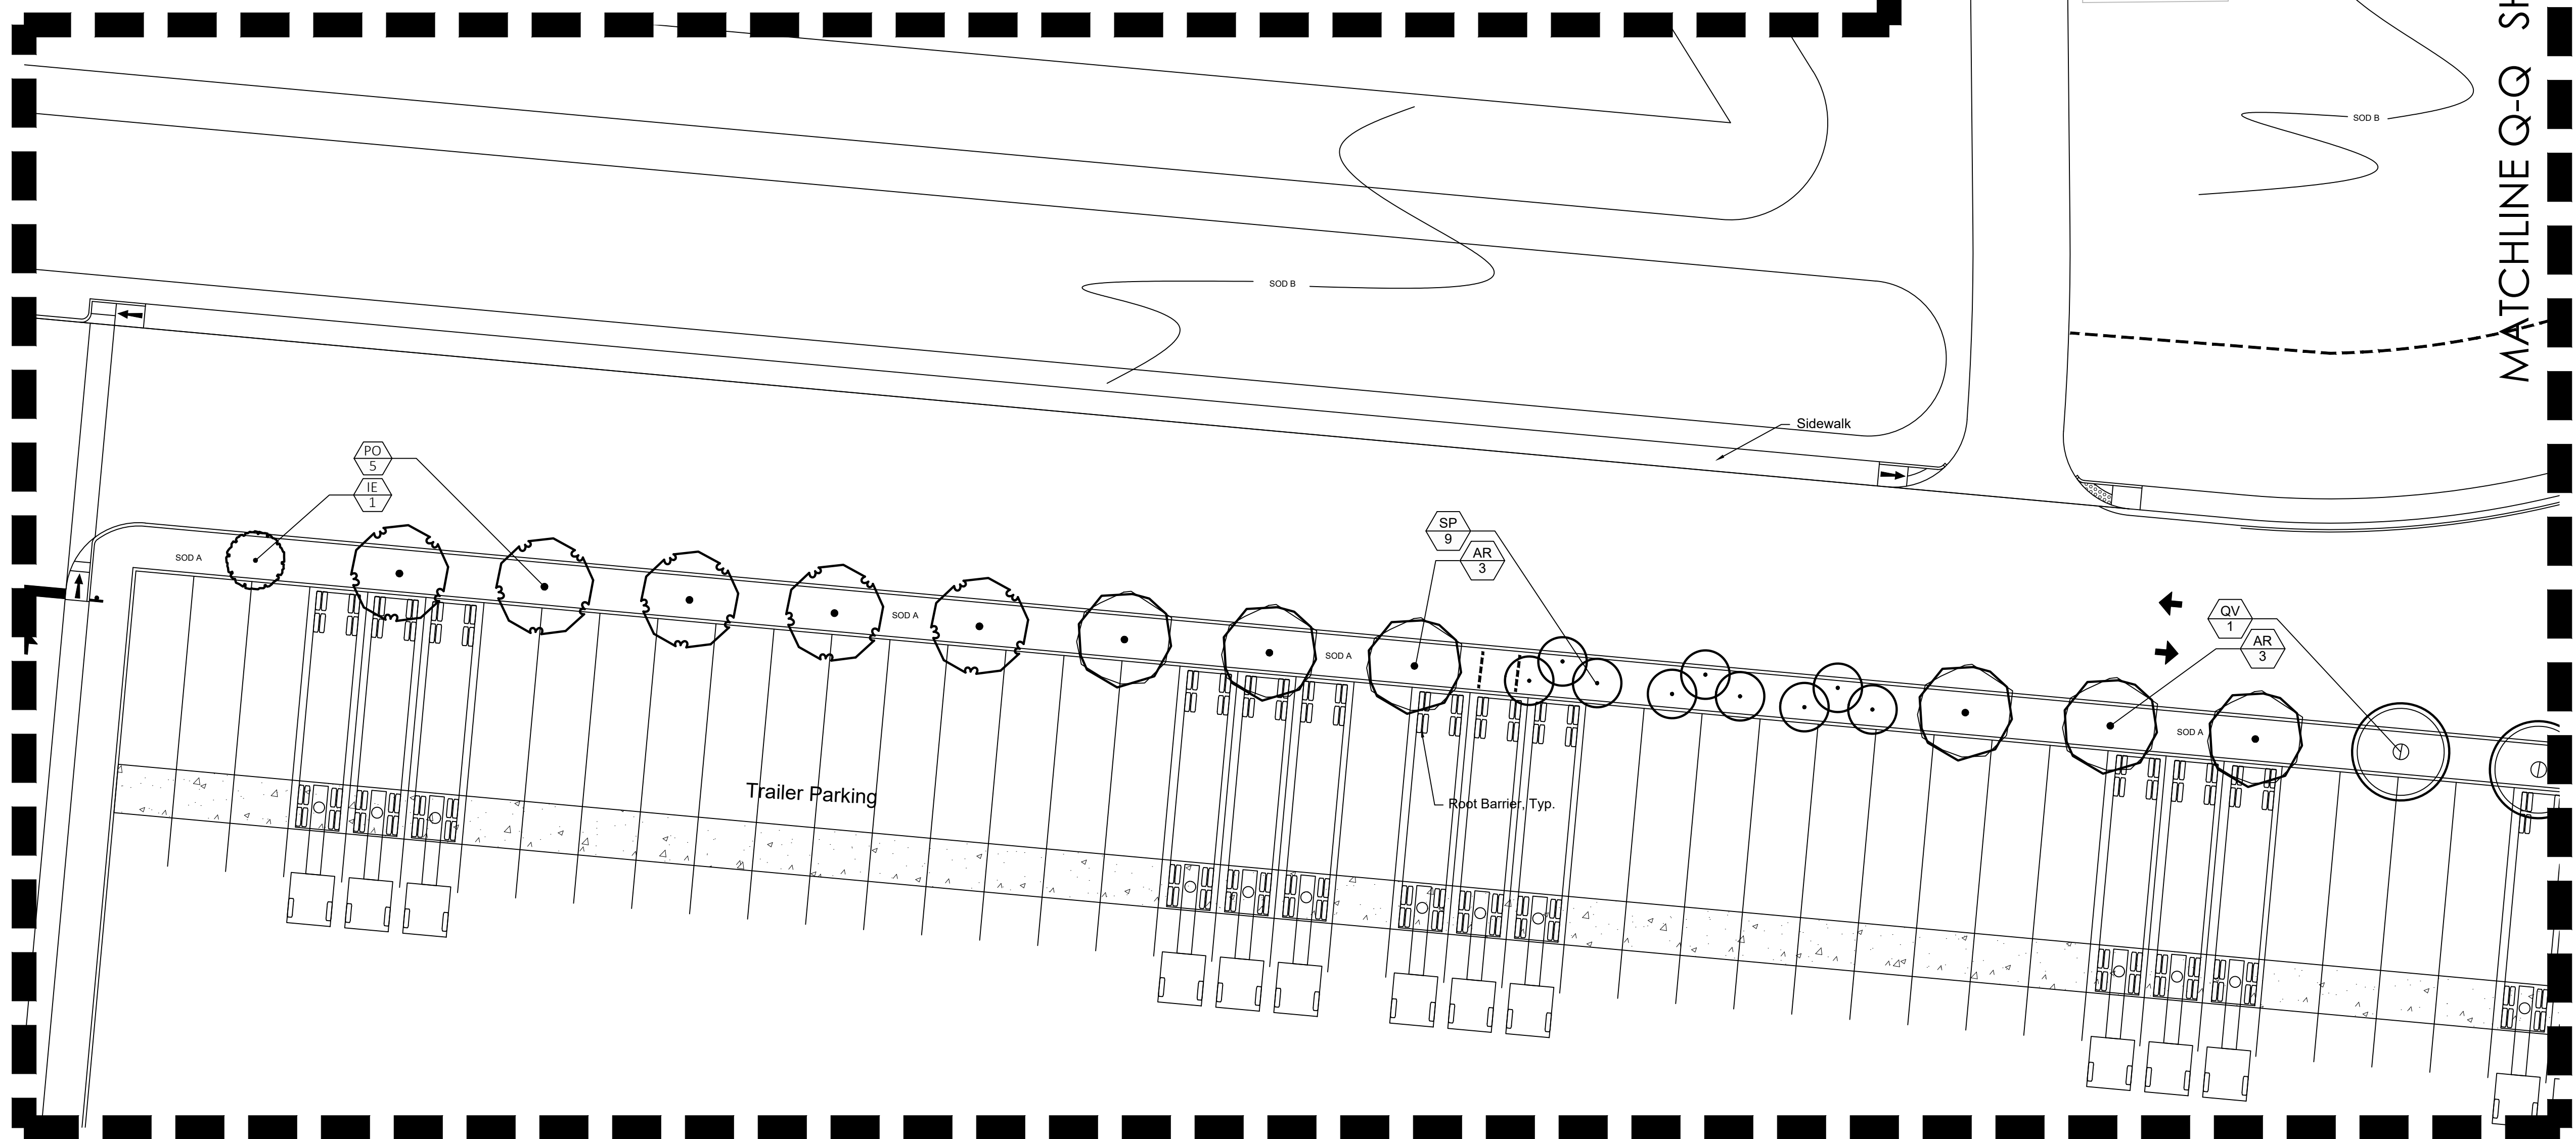 MATCHLINE Q-Q
SOD B
SOD B
Sidewalk
PO
5
IE
1
SP
9
AR
3
SOD A
SOD A
SOD A
QV
1
AR
3
SOD A
Trailer Parking
Root Barrier, Typ.